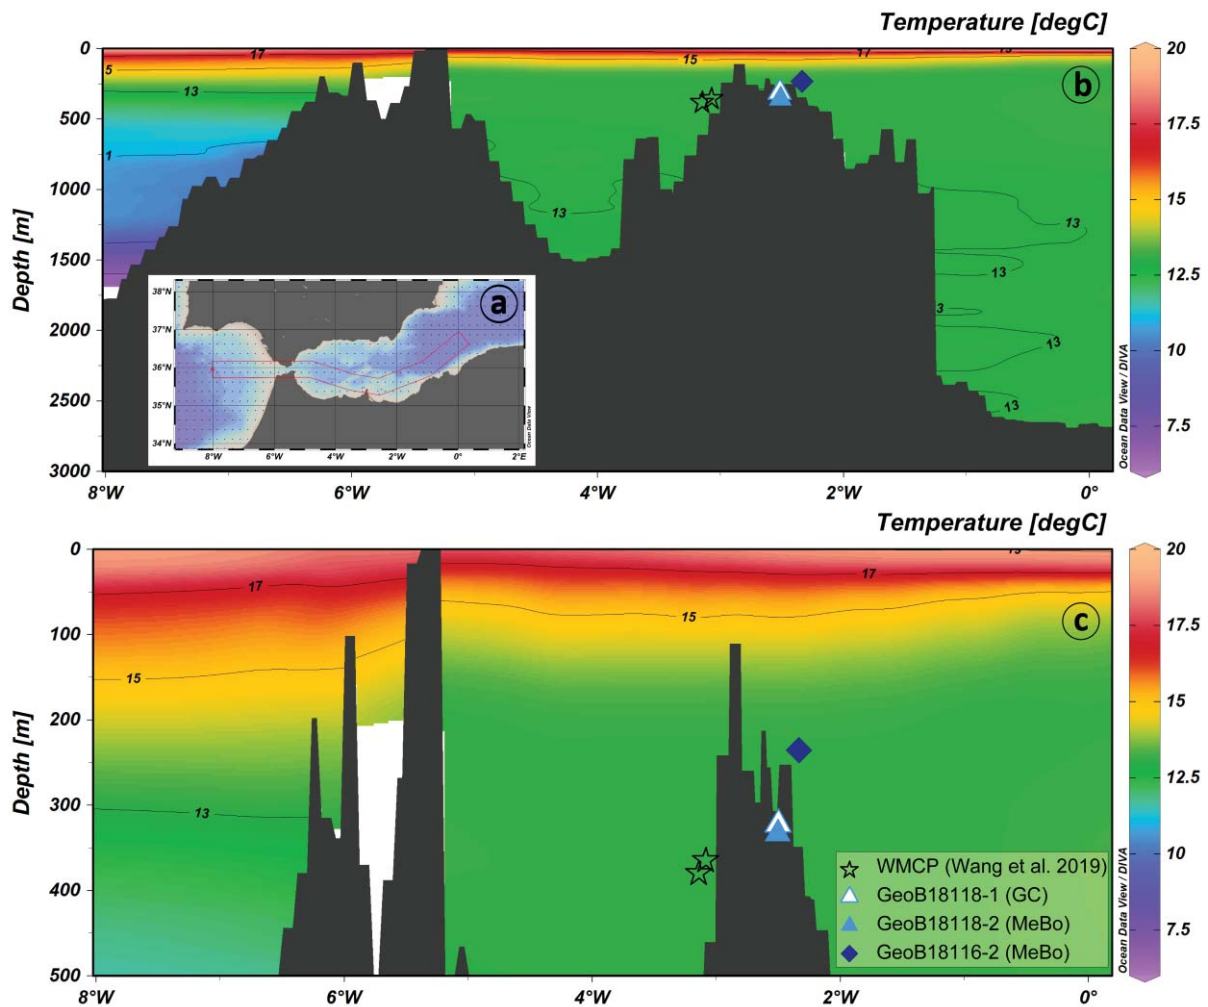 Temperature [degC]
0
500
1000
1500
2000
2500
3000
Depth [m]
17
5
13
1
15
17
15
13
13
13
3
13
13
b
20
17.5
15
12.5
10
7.5
Ocean Data View / DIVA
a
38°N
37°N
36°N
35°N
34°N
8°W 6°W 4°W 2°W 0° 2°E
Ocean Data View
8°W 6°W 4°W 2°W 0°
Temperature [degC]
0
100
200
300
400
500
Depth [m]
17
15
13
17
15
c
20
17.5
15
12.5
10
7.5
Ocean Data View / DIVA
WMCP (Wang et al. 2019)
GeoB18118-1 (GC)
GeoB18118-2 (MeBo)
GeoB18116-2 (MeBo)
8°W 6°W 4°W 2°W 0°